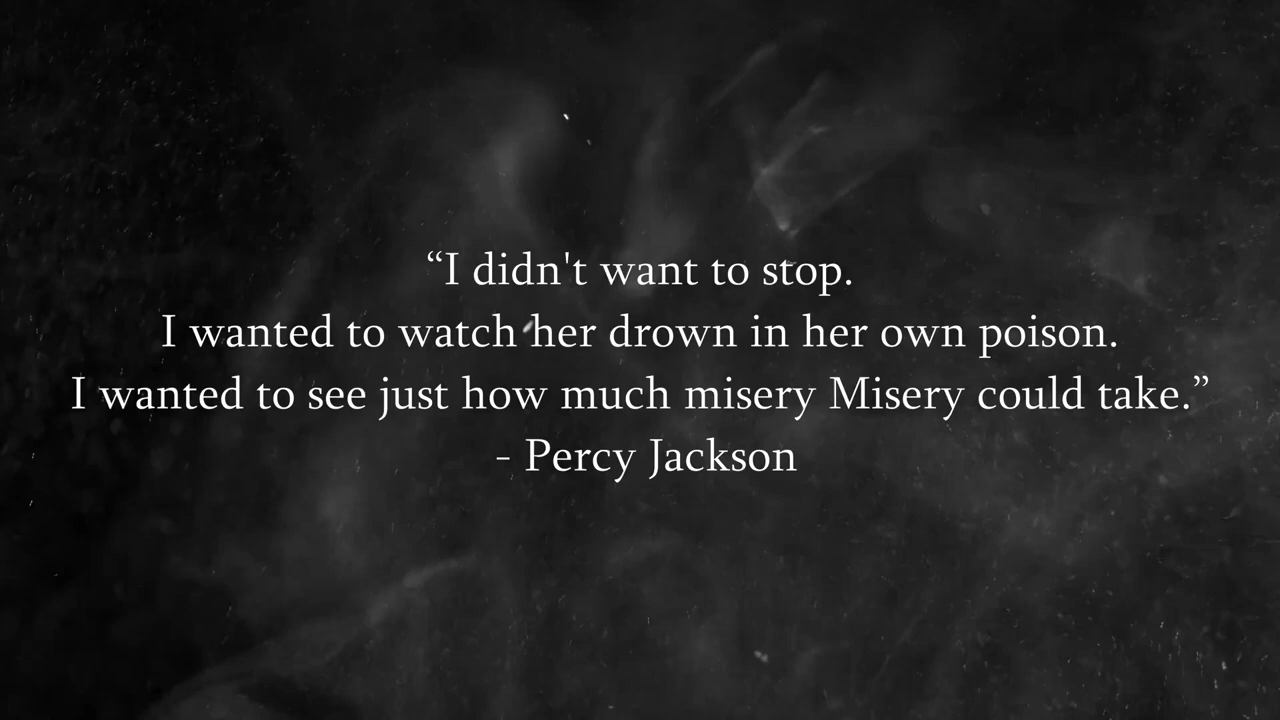 “I didn't want to stop.
I wanted to watch her drown in her own poison.
I wanted to see just how much misery Misery could take.”
- Percy Jackson